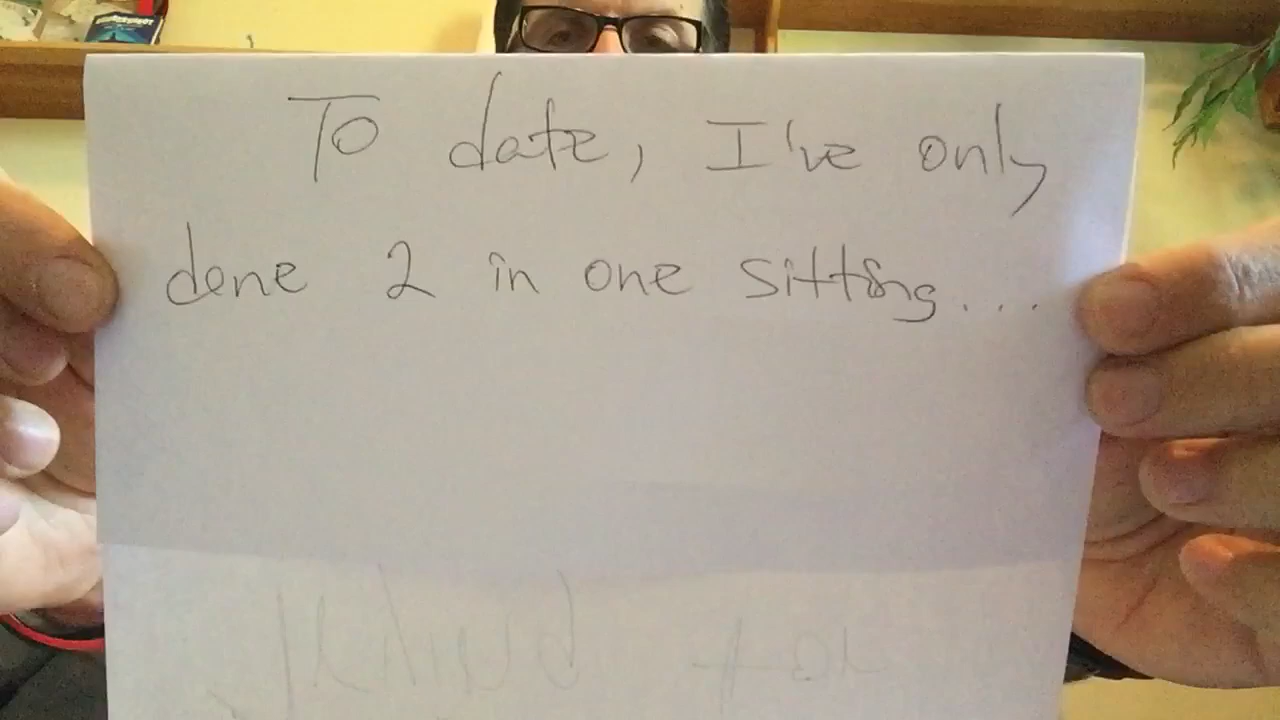 To date, I've only
done 2 in one sitting....